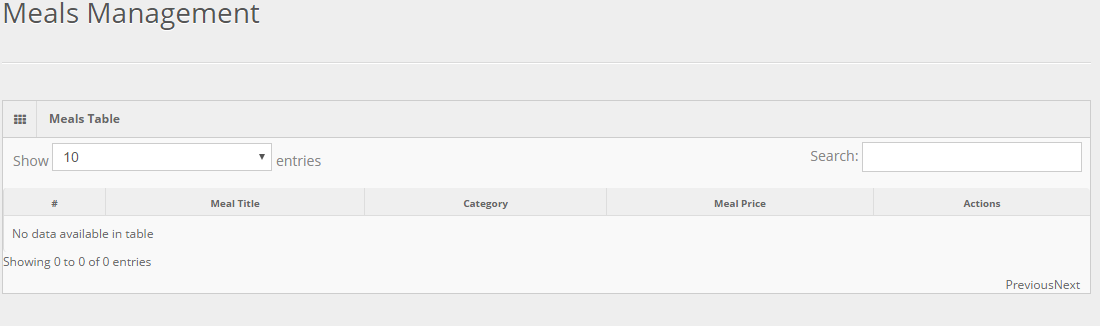 Meals Management
Meals Table
Show 10 entries Search:
# Meal Title Category Meal Price Actions
No data available in table
Showing 0 to 0 of 0 entries
PreviousNext